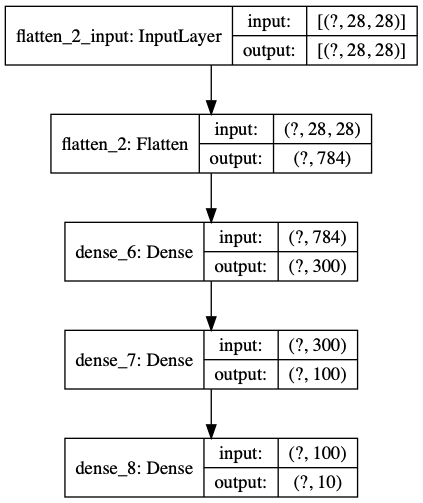 flatten_2_input: InputLayer
input: [(?, 28, 28)]
output: [(?, 28, 28)]
flatten_2: Flatten
input: (?, 28, 28)
output: (?, 784)
dense_6: Dense
input: (?, 784)
output: (?, 300)
dense_7: Dense
input: (?, 300)
output: (?, 100)
dense_8: Dense
input: (?, 100)
output: (?, 10)